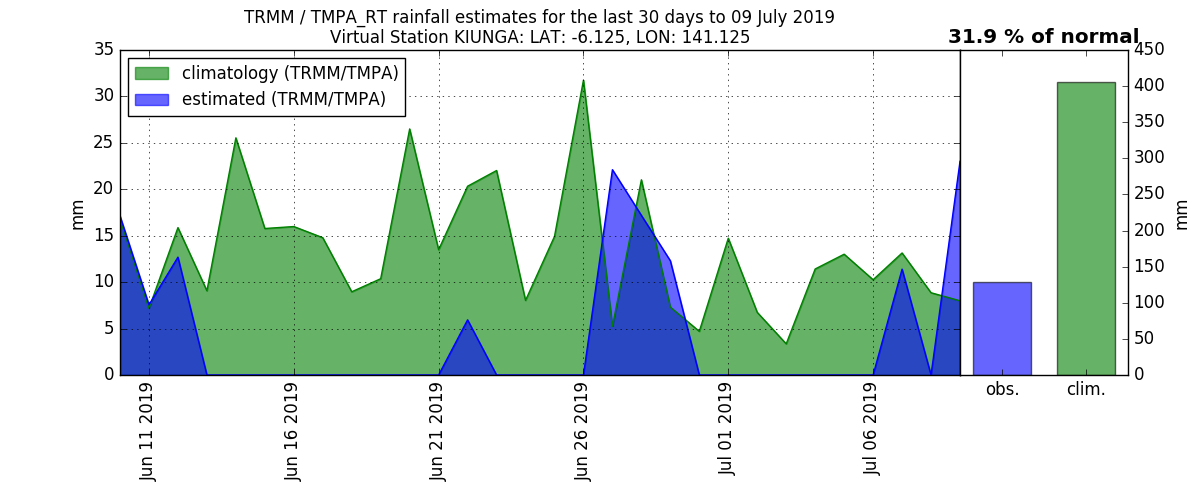 TRMM / TMPA_RT rainfall estimates for the last 30 days to 09 July 2019
Virtual Station KIUNGA: LAT: -6.125, LON: 141.125
31.9 % of normal
climatology (TRMM/TMPA)
estimated (TRMM/TMPA)
35
30
25
20
15
10
5
0
mm
Jun 11 2019
Jun 16 2019
Jun 21 2019
Jun 26 2019
Jul 01 2019
Jul 06 2019
obs.
clim.
450
400
350
300
250
200
150
100
50
0
mm